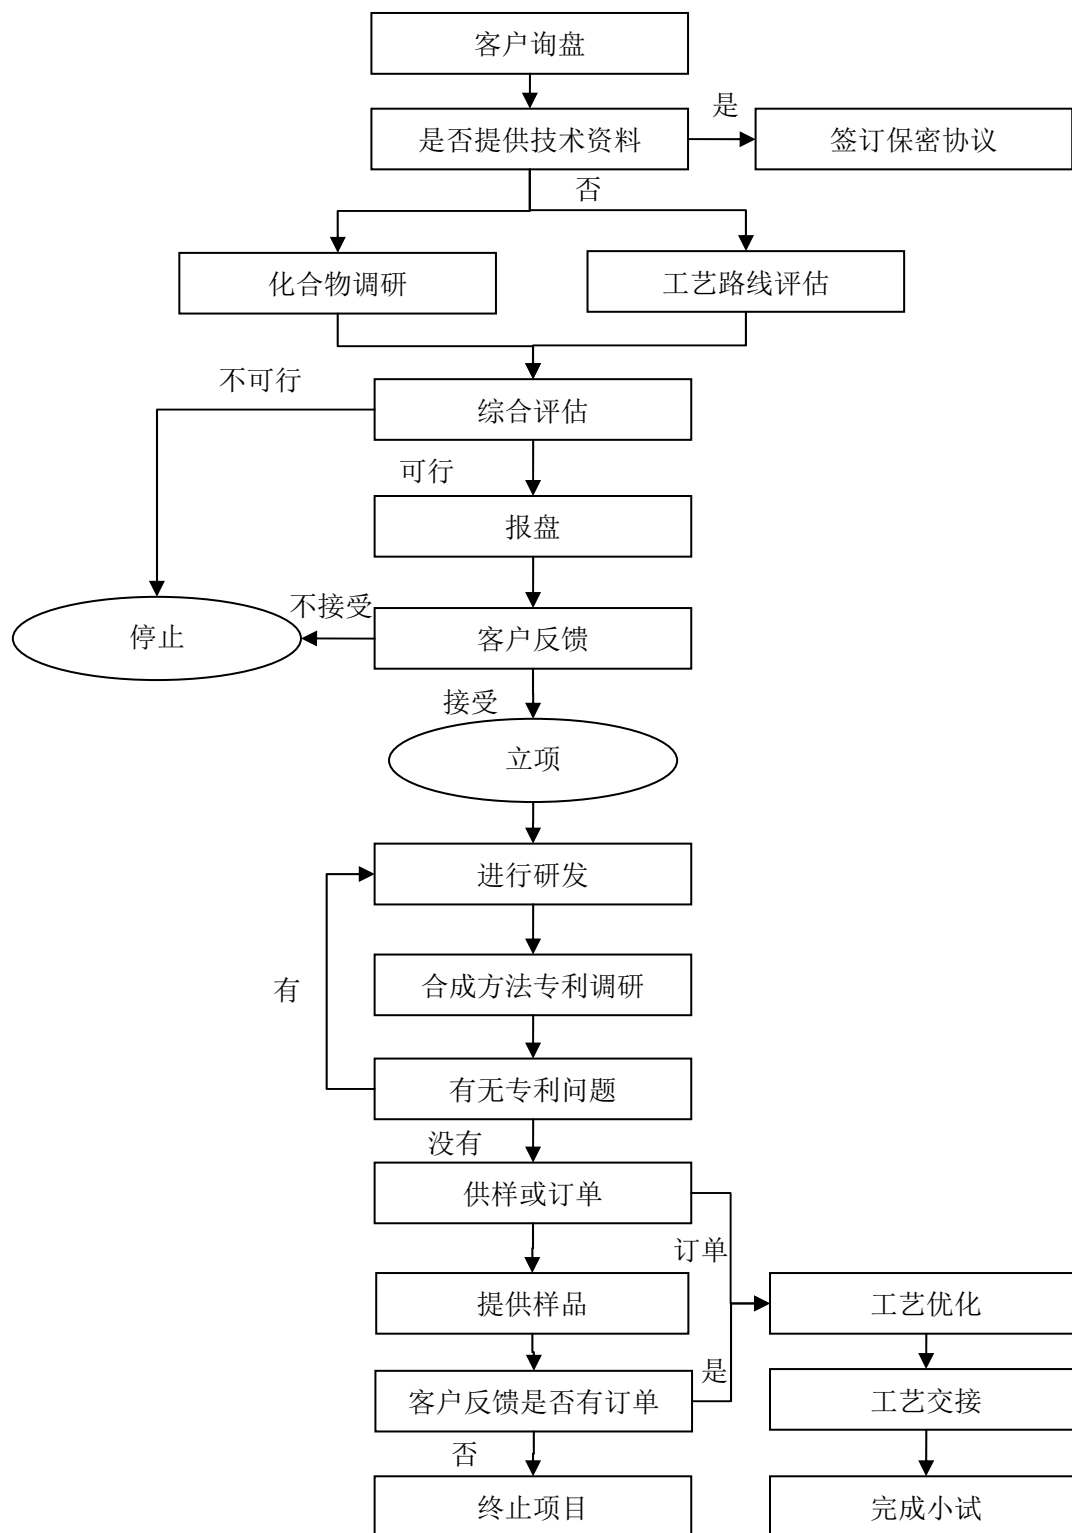 客户询盘
是
是否提供技术资料
签订保密协议
否
化合物调研
工艺路线评估
不可行
综合评估
可行
报盘
不接受
停止
客户反馈
接受
立项
进行研发
有
合成方法专利调研
有无专利问题
没有
供样或订单
订单
提供样品
工艺优化
是
客户反馈是否有订单
工艺交接
否
终止项目
完成小试